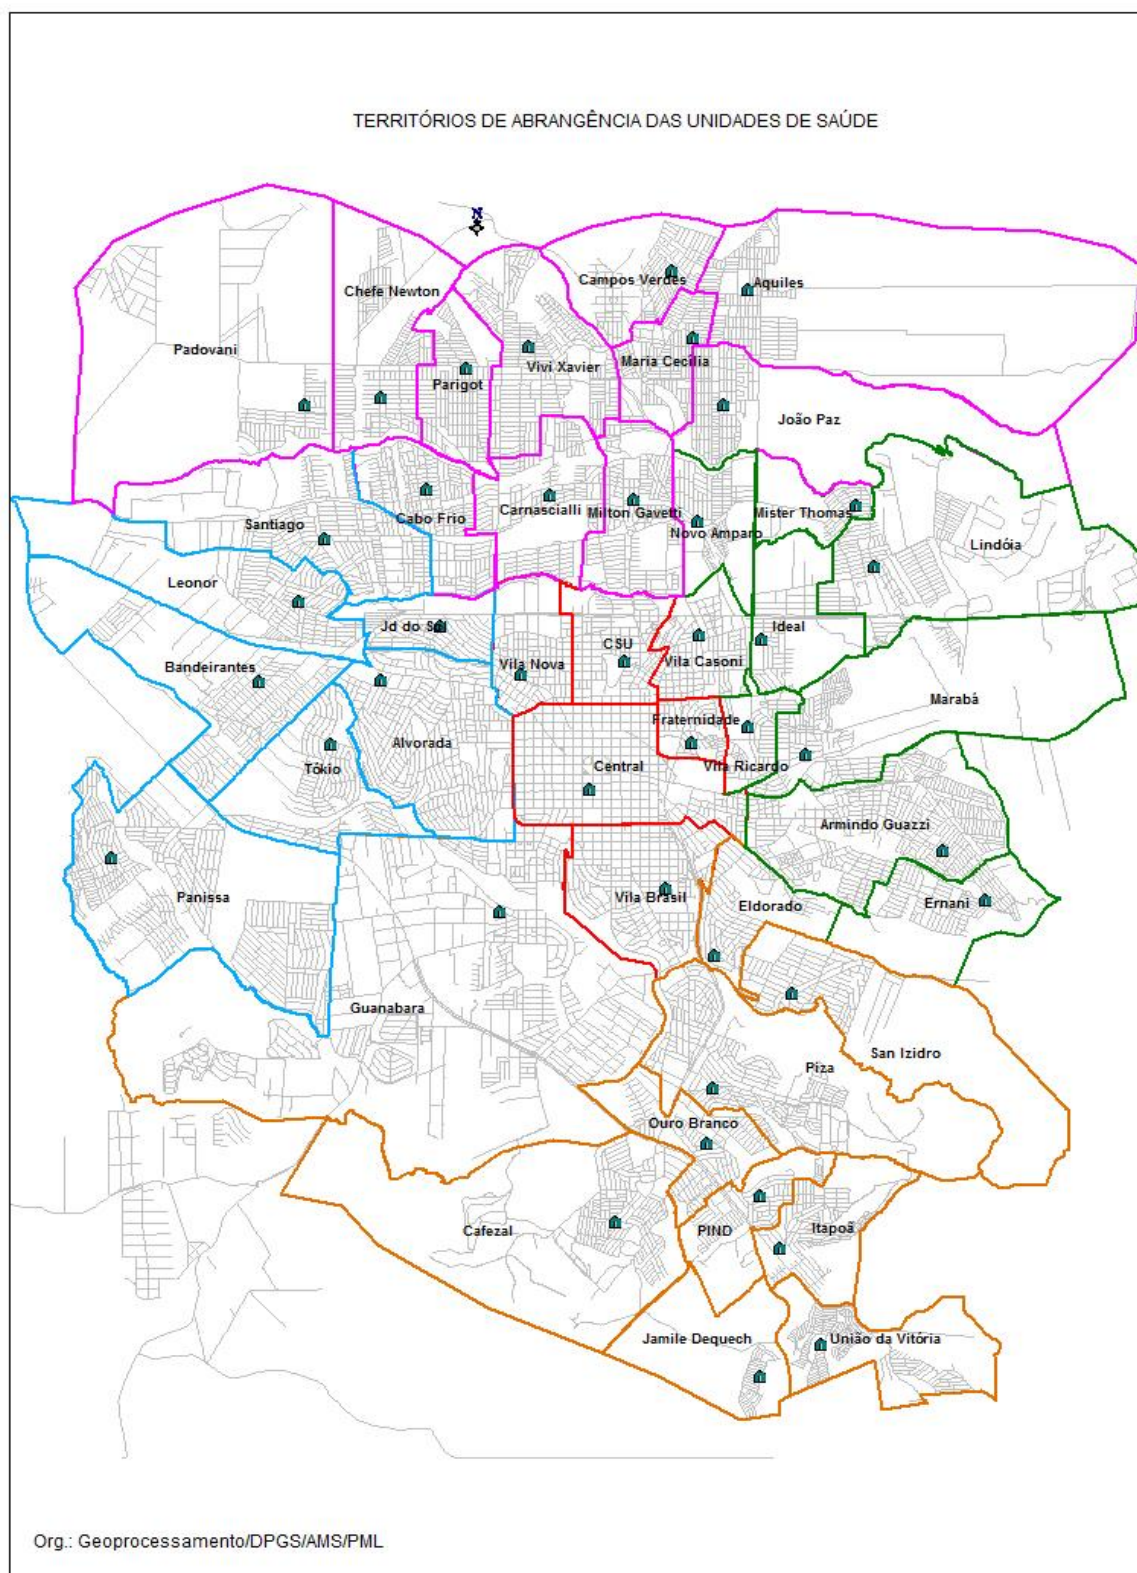 TERRITÓRIOS DE ABRANGÊNCIA DAS UNIDADES DE SAÚDE
N
Campos Verdes
Aquiles
Chefe Newton
Padovani
Vivi Xavier
Maria Cecília
Parigot
João Paz
Santiago
Cabo Frio
Carnascialli
Milton Gavetti
Mister Thomas
Novo Amparo
Lindóia
Leonor
Jd do Sol
Ideal
CSU
Bandeirantes
Vila Nova
Vila Casoni
Marabá
Fraternidade
Alvorada
Tókio
Central
Vila Ricardo
Armindo Guazzi
Panissa
Vila Brasil
Eldorado
Ernani
Guanabara
San Izidro
Piza
Ouro Branco
Cafezal
PIND
Itapoã
Jamile Dequech
União da Vitória
Org.: Geoprocessamento/DPGS/AMS/PML